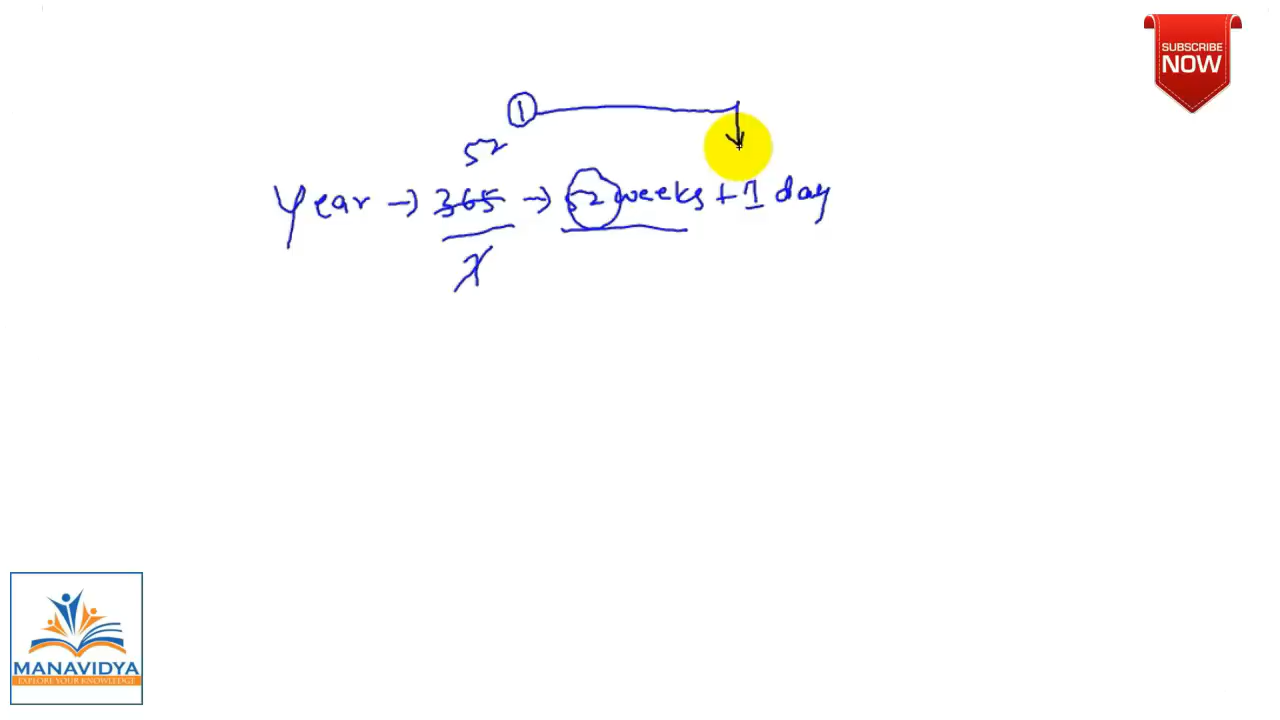 SUBSCRIBE
NOW
1
52
Year → 365 → 52 weeks + 1 day
7
MANAVIDYA
EXPLORE YOUR KNOWLEDGE